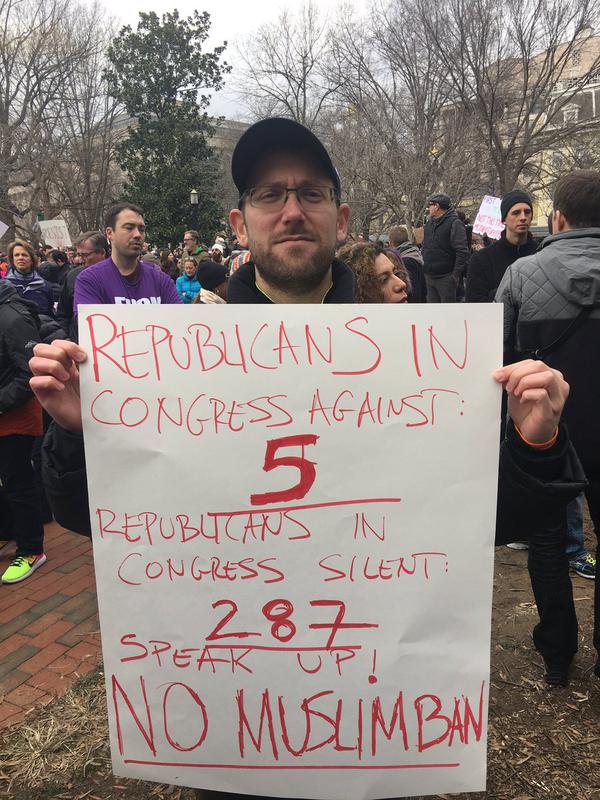 REPUBLICANS IN
CONGRESS AGAINST:
5
REPUBLICANS IN
CONGRESS SILENT:
287
SPEAK UP!
NO MUSLIM BAN